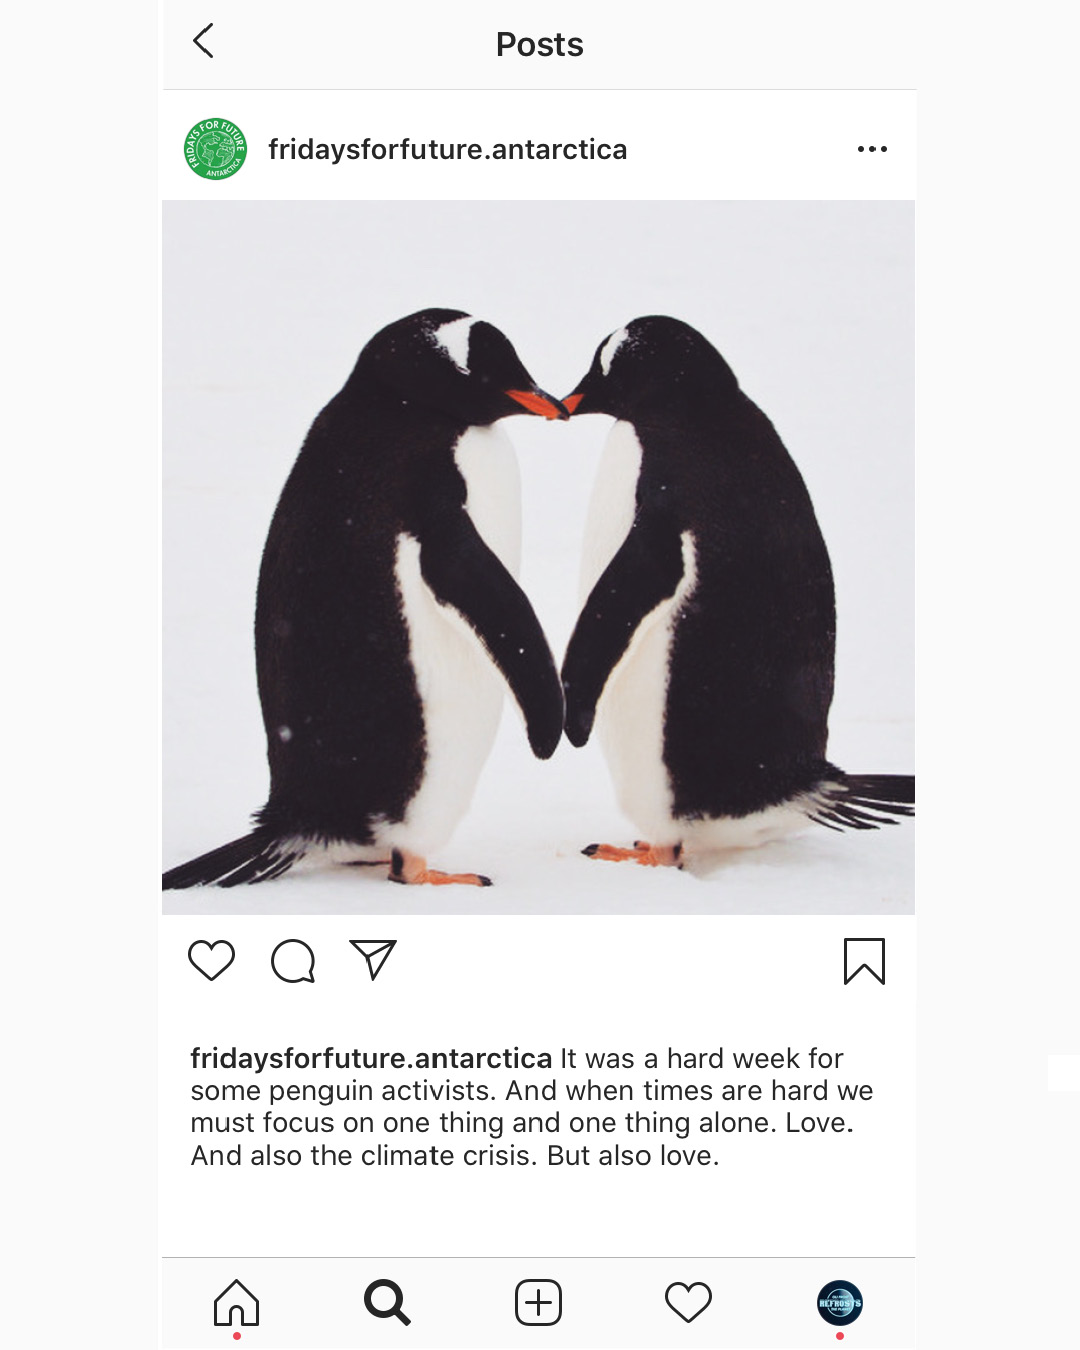 Posts
FRIDAYS FOR FUTURE
ANTARCTICA
fridaysforfuture.antarctica
fridaysforfuture.antarctica It was a hard week for
some penguin activists. And when times are hard we
must focus on one thing and one thing alone. Love.
And also the climate crisis. But also love.
REFROSTS